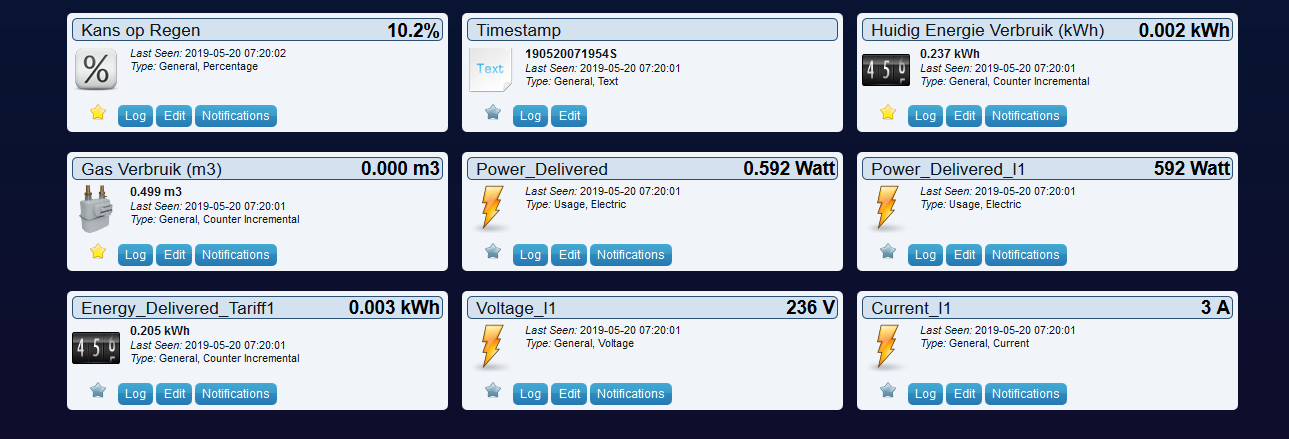 Kans op Regen 10.2%
%
Last Seen: 2019-05-20 07:20:02
Type: General, Percentage
Log Edit Notifications
Timestamp
Text
190520071954S
Last Seen: 2019-05-20 07:20:01
Type: General, Text
Log Edit
Huidig Energie Verbruik (kWh) 0.002 kWh
0.237 kWh
Last Seen: 2019-05-20 07:20:01
Type: General, Counter Incremental
Log Edit Notifications
Gas Verbruik (m3) 0.000 m3
0.499 m3
Last Seen: 2019-05-20 07:20:01
Type: General, Counter Incremental
Log Edit Notifications
Power_Delivered 0.592 Watt
Last Seen: 2019-05-20 07:20:01
Type: Usage, Electric
Log Edit Notifications
Power_Delivered_l1 592 Watt
Last Seen: 2019-05-20 07:20:01
Type: Usage, Electric
Log Edit Notifications
Energy_Delivered_Tariff1 0.003 kWh
0.205 kWh
Last Seen: 2019-05-20 07:20:01
Type: General, Counter Incremental
Log Edit Notifications
Voltage_l1 236 V
Last Seen: 2019-05-20 07:20:01
Type: General, Voltage
Log Edit Notifications
Current_l1 3 A
Last Seen: 2019-05-20 07:20:01
Type: General, Current
Log Edit Notifications